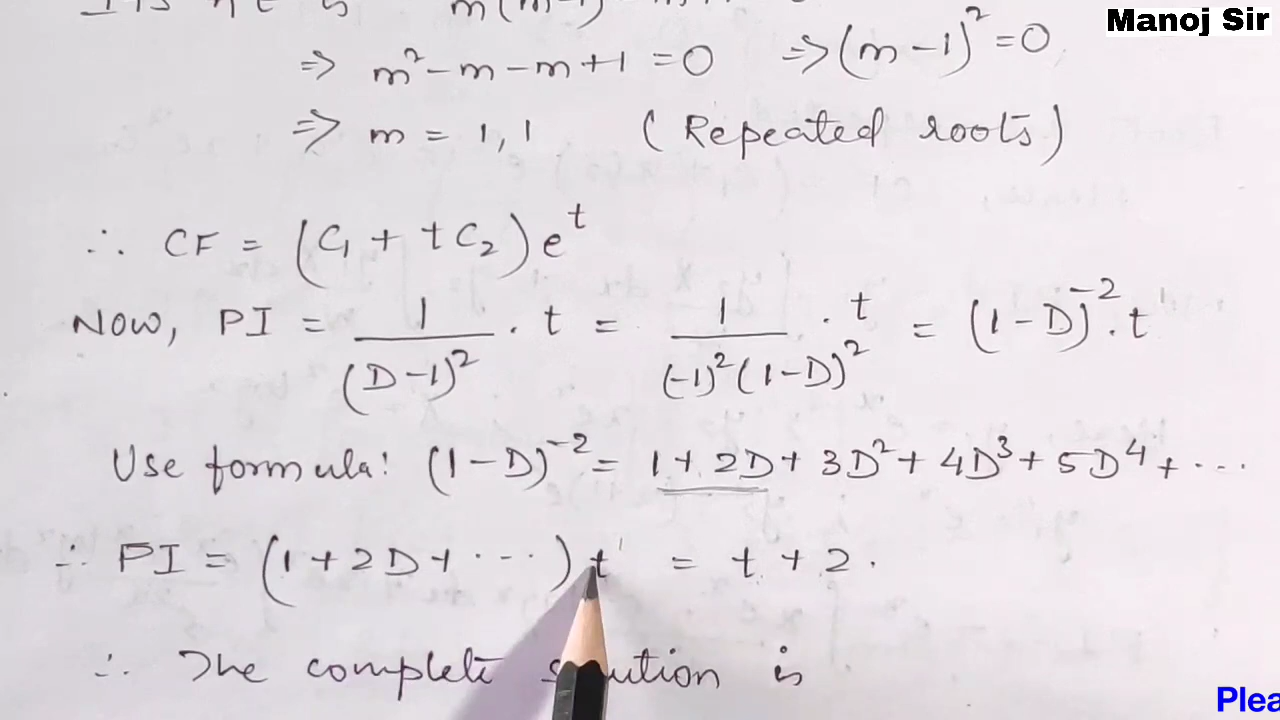 Manoj Sir
⇒ m² - m - m + 1 = 0 ⇒ (m - 1)² = 0
⇒ m = 1, 1 (Repeated roots)
∴ CF = (C₁ + tC₂) eᵗ
Now, PI = 1/(D-1)² . t = 1/((-1)²(1-D)²) . t = (1-D)⁻² . t
Use formula: (1-D)⁻² = 1 + 2D + 3D² + 4D³ + 5D⁴ + ...
∴ PI = (1 + 2D + ...) t = t + 2 .
∴ The complete is
Plea